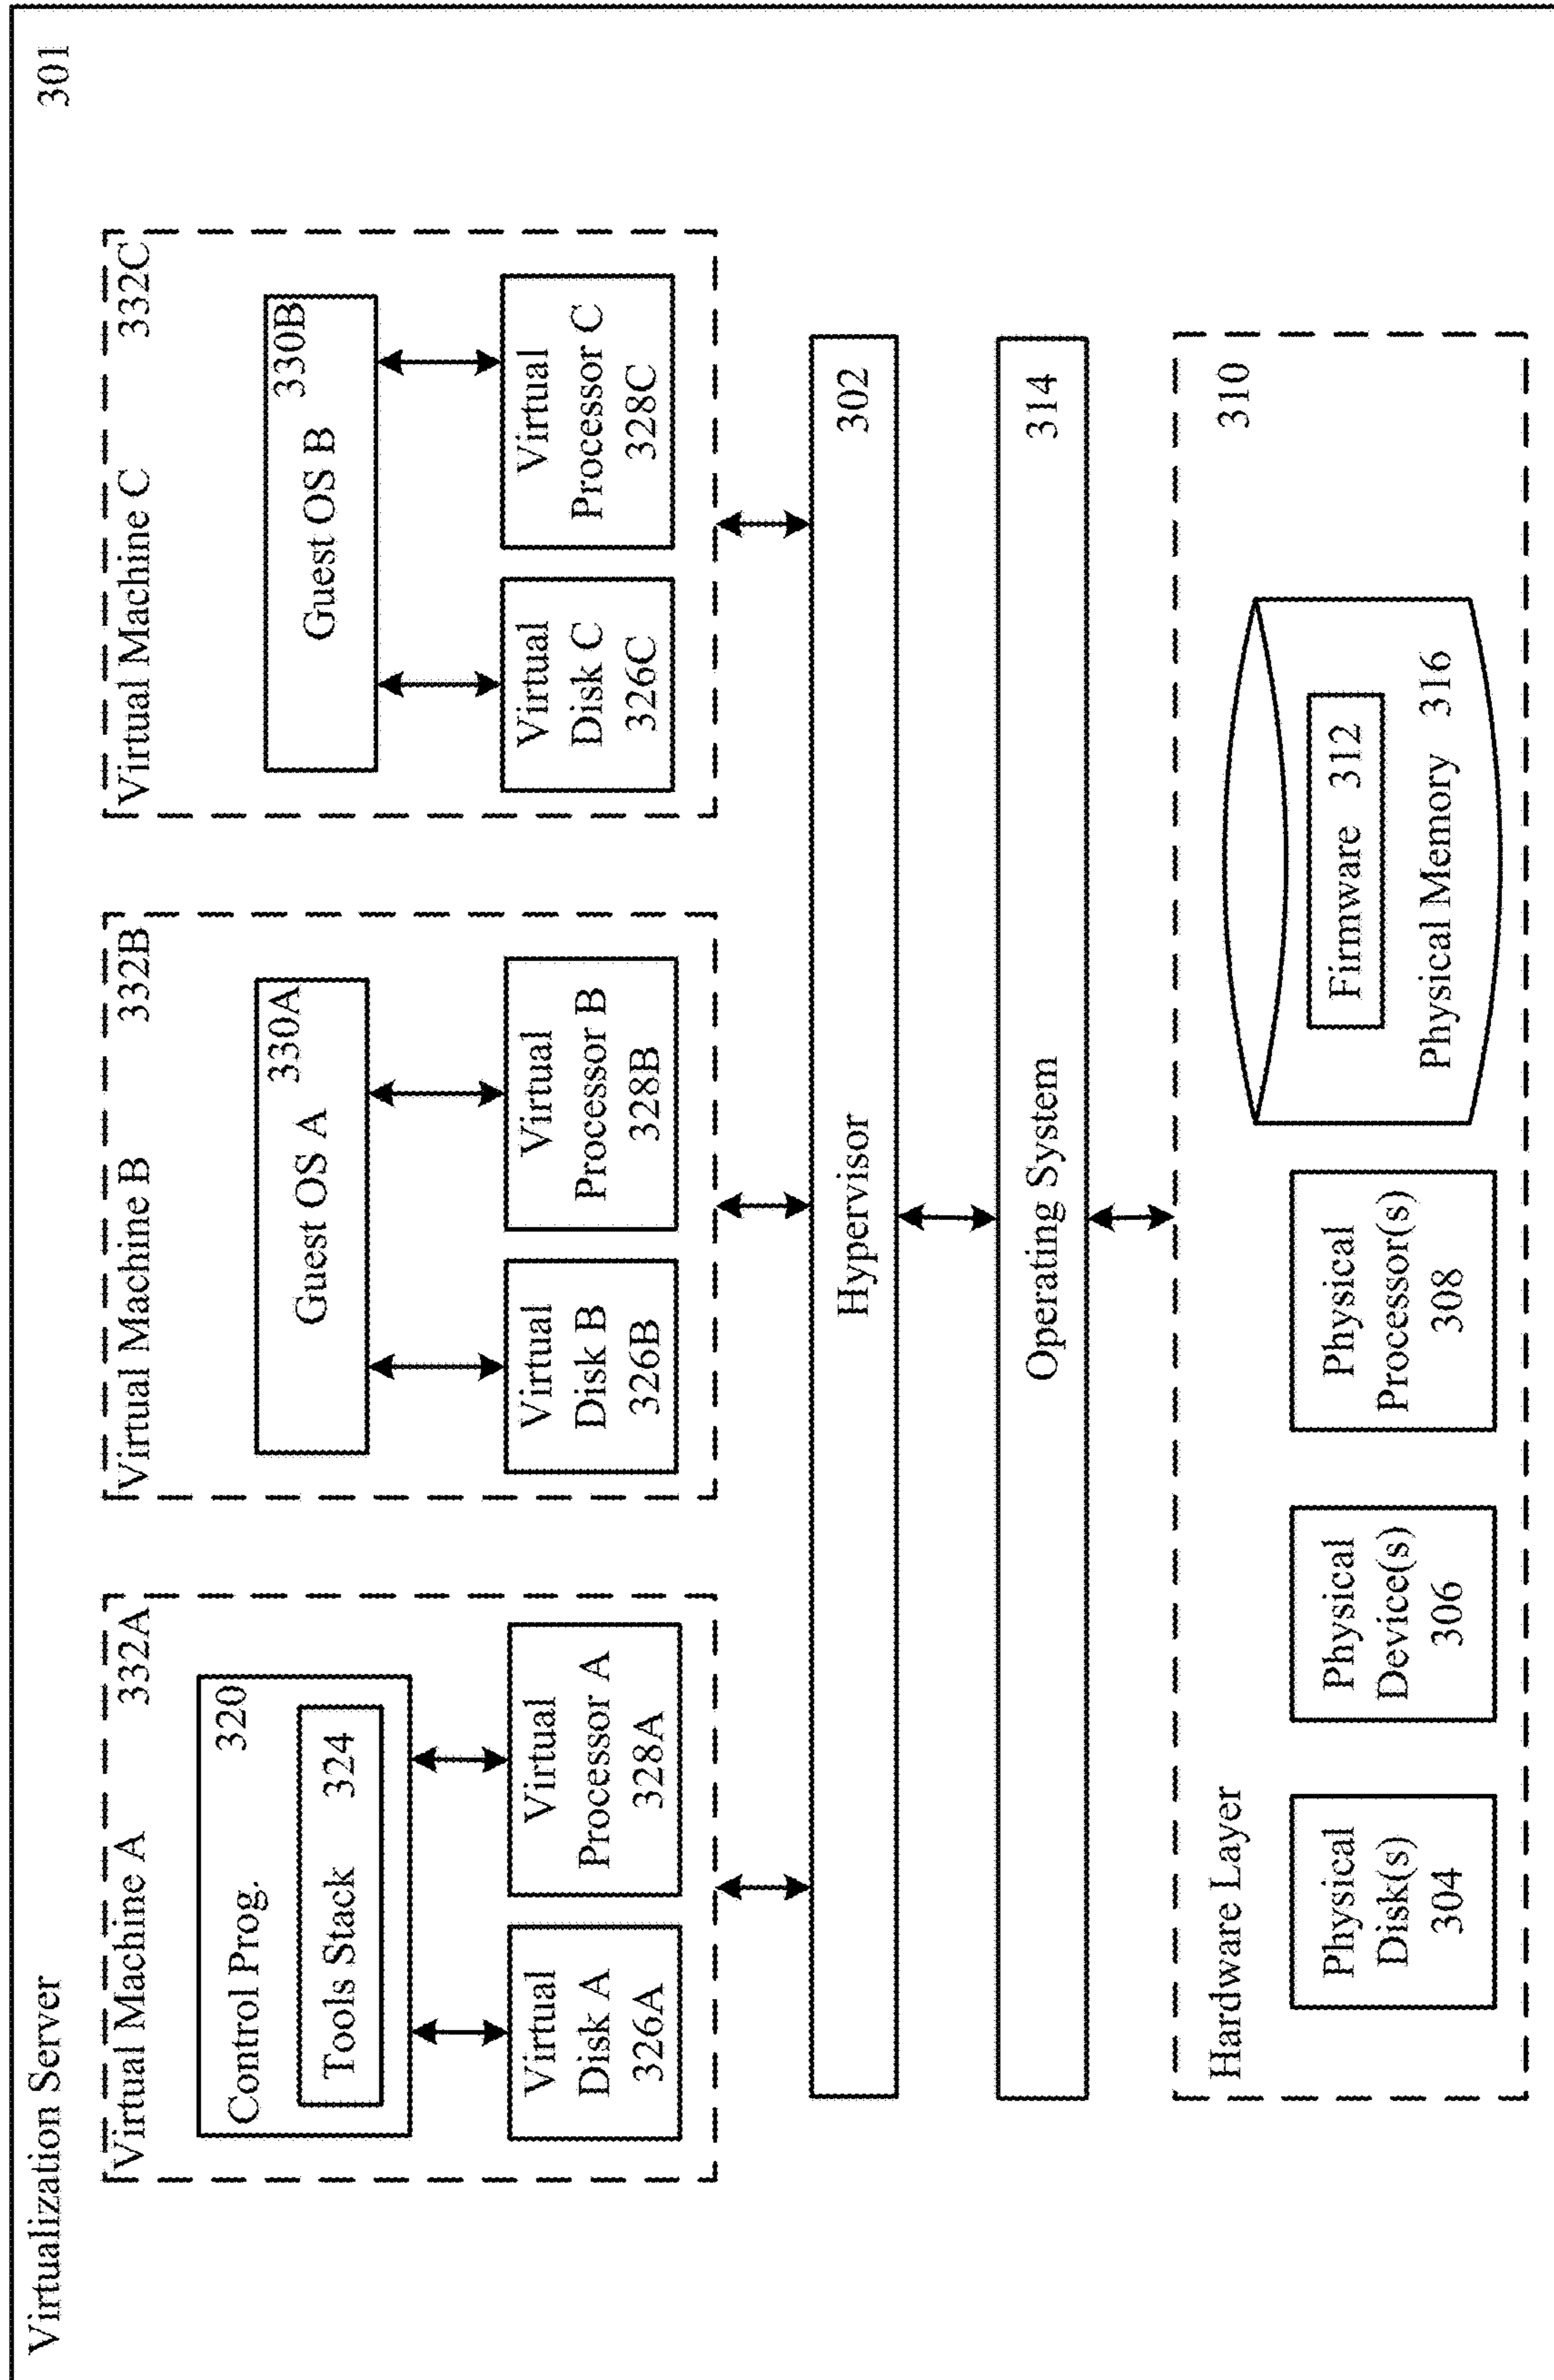 Virtualization Server 301
Virtual Machine A 332A
Control Prog. 320
Tools Stack 324
Virtual
Disk A
326A
Virtual
Processor A
328A
Virtual Machine B 332B
Guest OS A 330A
Virtual
Disk B
326B
Virtual
Processor B
328B
Virtual Machine C 332C
Guest OS B 330B
Virtual
Disk C
326C
Virtual
Processor C
328C
Hypervisor 302
Operating System 314
Hardware Layer 310
Physical
Disk(s)
304
Physical
Device(s)
306
Physical
Processor(s)
308
Firmware 312
Physical Memory 316